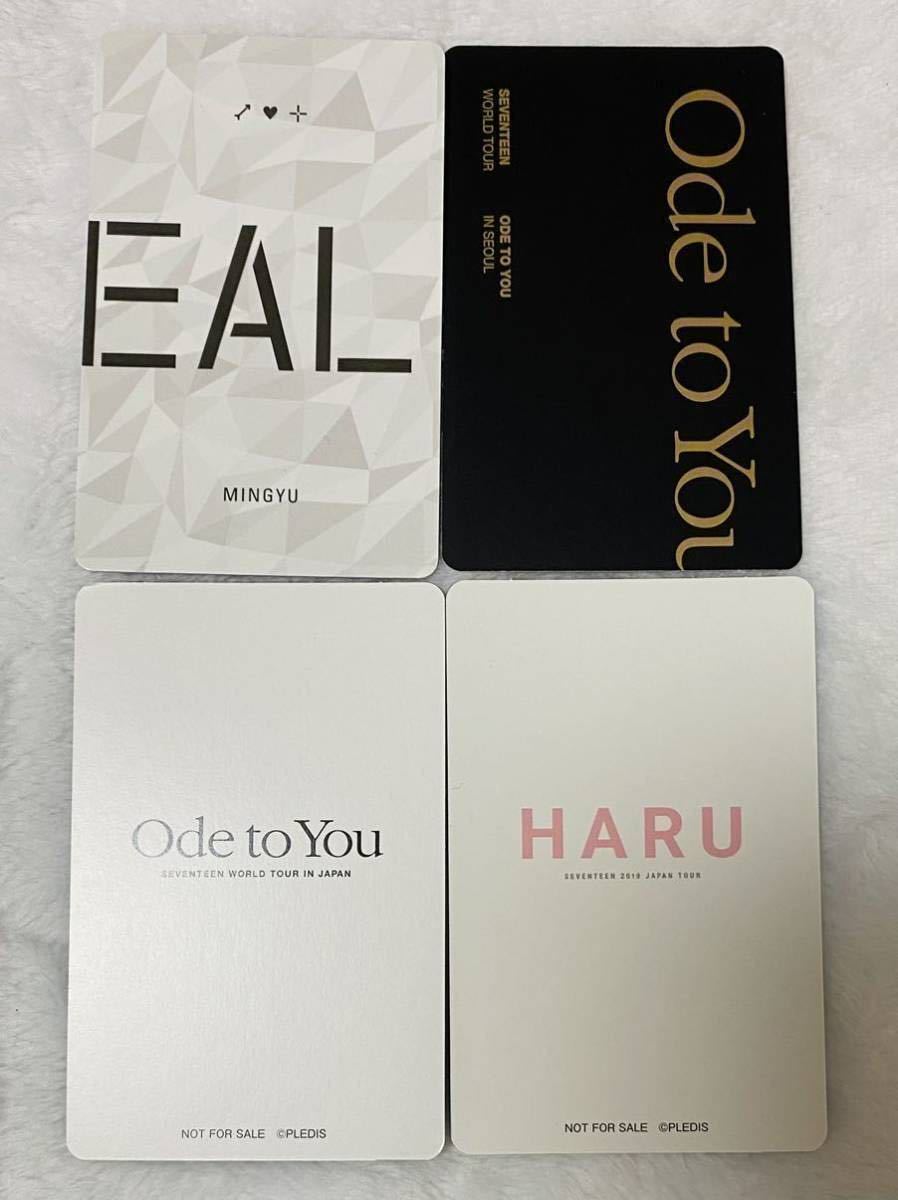 EAL
MINGYU
SEVENTEEN
WORLD TOUR
ODE TO YOU
IN SEOUL
Ode to You
Ode to You
SEVENTEEN WORLD TOUR IN JAPAN
NOT FOR SALE ©PLEDIS
HARU
SEVENTEEN 2019 JAPAN TOUR
NOT FOR SALE ©PLEDIS